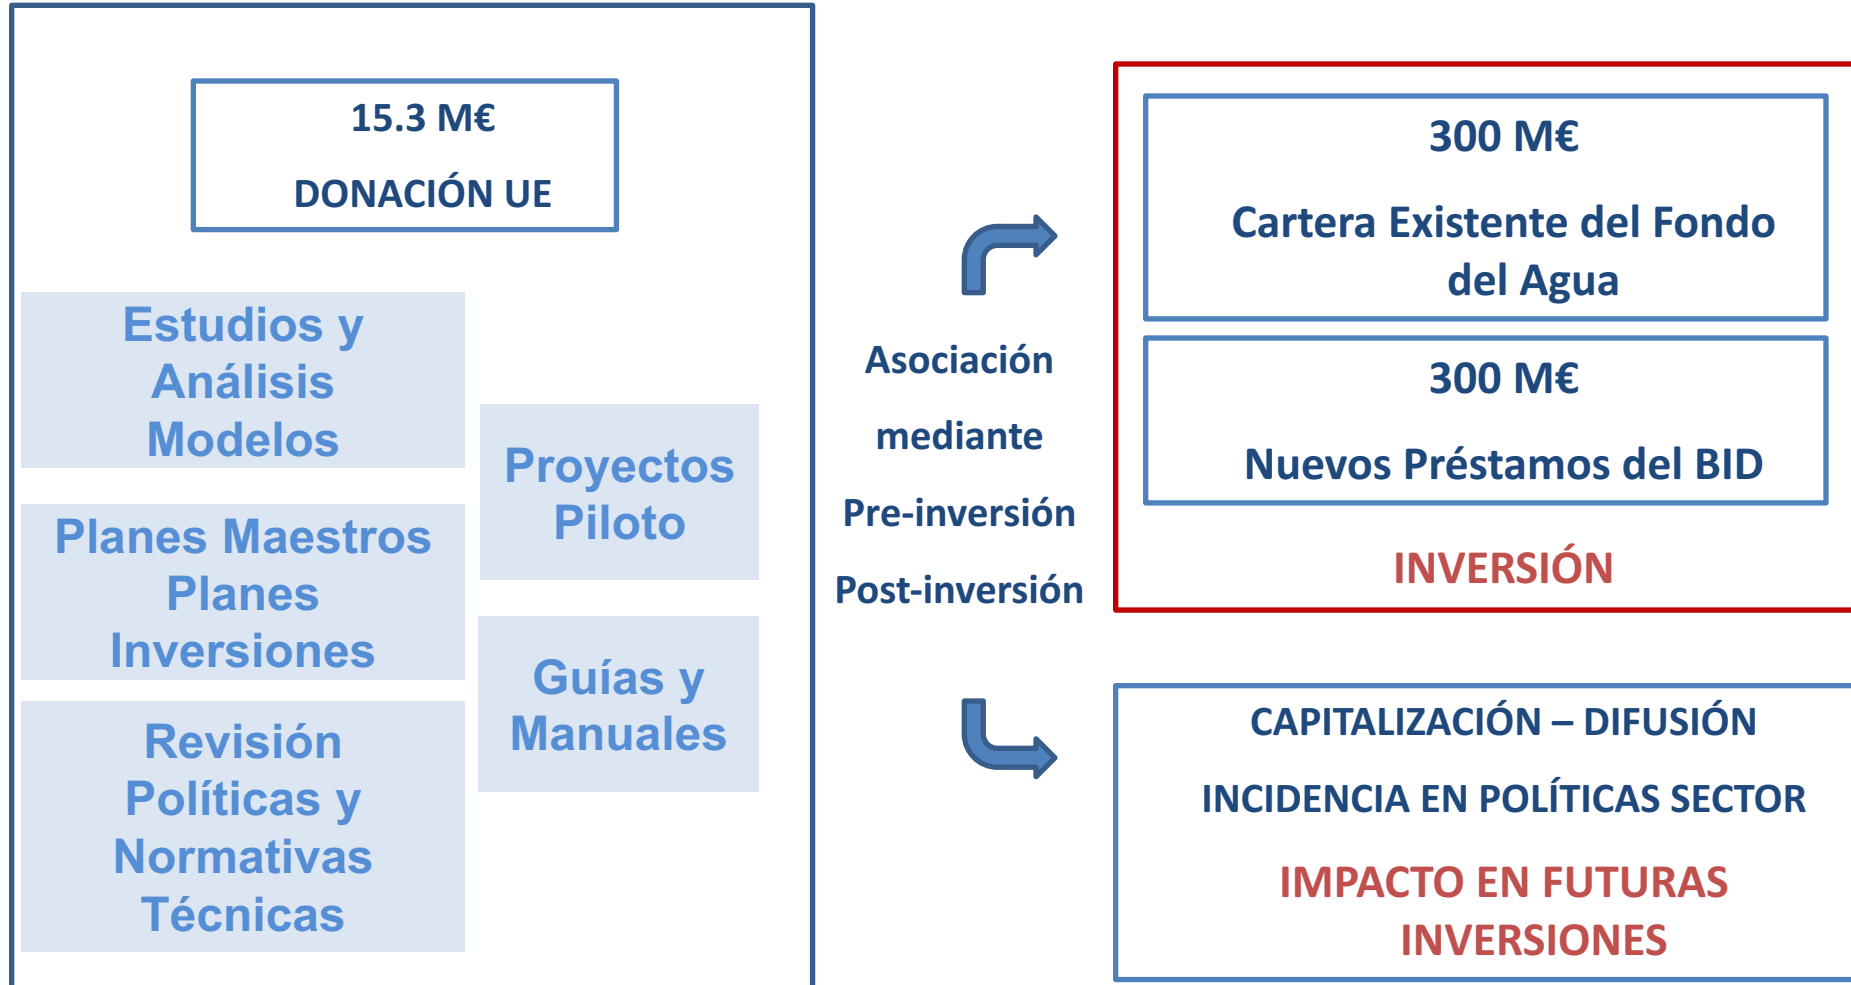 15.3 M€
DONACIÓN UE
Estudios y
Análisis
Modelos
Planes Maestros
Planes
Inversiones
Revisión
Políticas y
Normativas
Técnicas
Proyectos
Piloto
Guías y
Manuales
Asociación
mediante
Pre-inversión
Post-inversión
300 M€
Cartera Existente del Fondo
del Agua
300 M€
Nuevos Préstamos del BID
INVERSIÓN
CAPITALIZACIÓN – DIFUSIÓN
INCIDENCIA EN POLÍTICAS SECTOR
IMPACTO EN FUTURAS
INVERSIONES